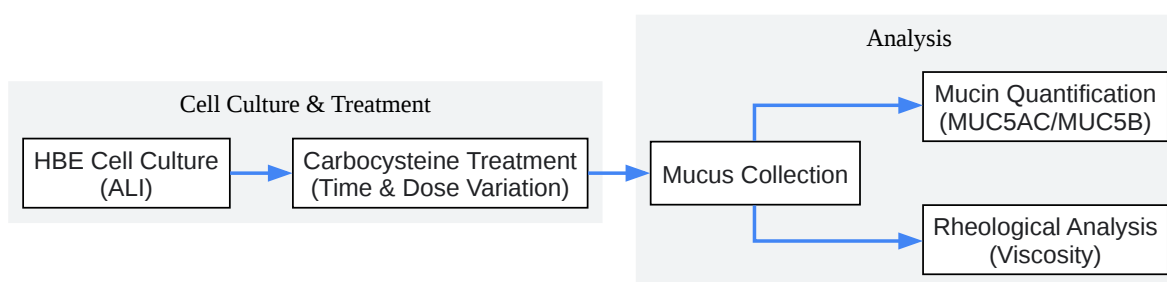 Cell Culture & Treatment
HBE Cell Culture
(ALI)
Carbocysteine Treatment
(Time & Dose Variation)
Analysis
Mucus Collection
Mucin Quantification
(MUC5AC/MUC5B)
Rheological Analysis
(Viscosity)